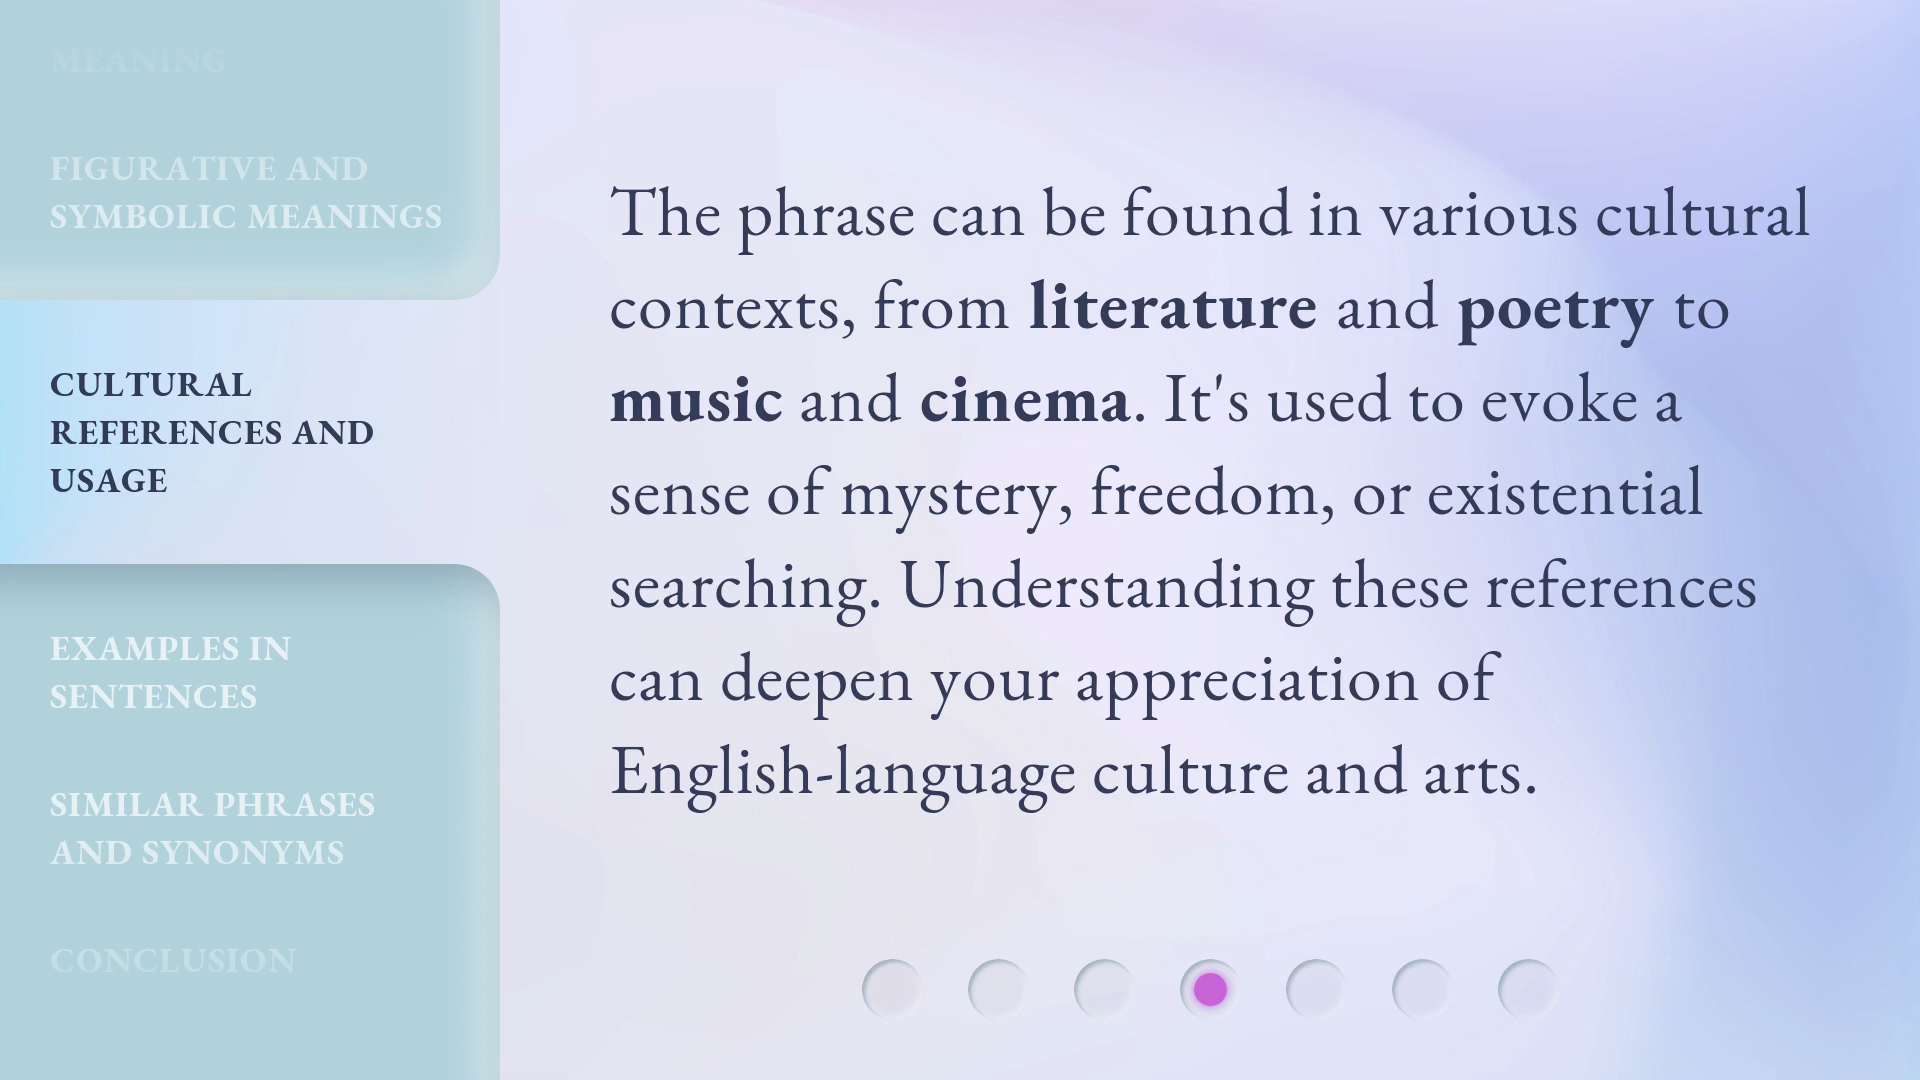 MEANING
FIGURATIVE AND
SYMBOLIC MEANINGS
CULTURAL
REFERENCES AND
USAGE
EXAMPLES IN
SENTENCES
SIMILAR PHRASES
AND SYNONYMS
CONCLUSION
The phrase can be found in various cultural
contexts, from literature and poetry to
music and cinema. It's used to evoke a
sense of mystery, freedom, or existential
searching. Understanding these references
can deepen your appreciation of
English-language culture and arts.